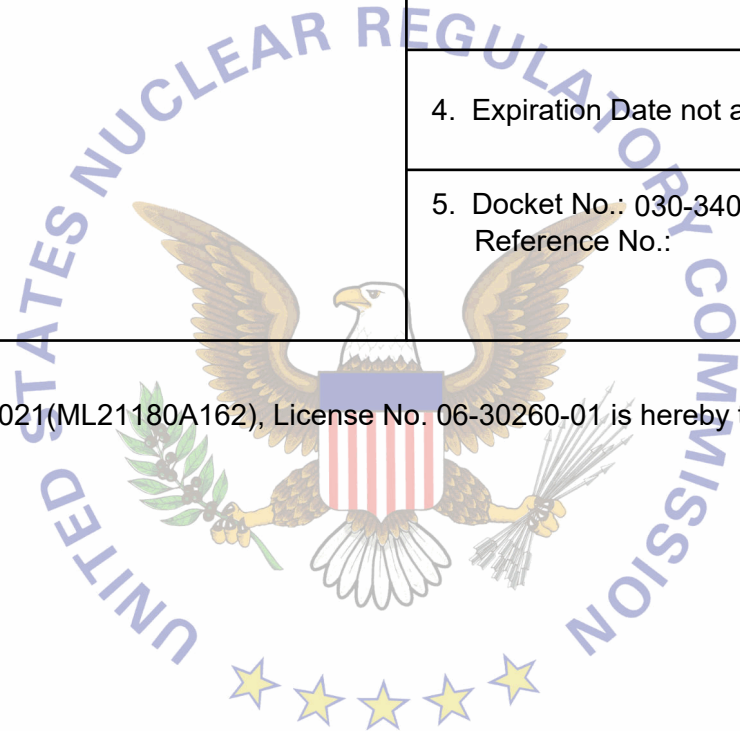 UNITED STATES NUCLEAR REGULATORY COMMISSION
4. Expiration Date not
5. Docket No.: 030-340
Reference No.:
021(ML21180A162), License No. 06-30260-01 is hereby